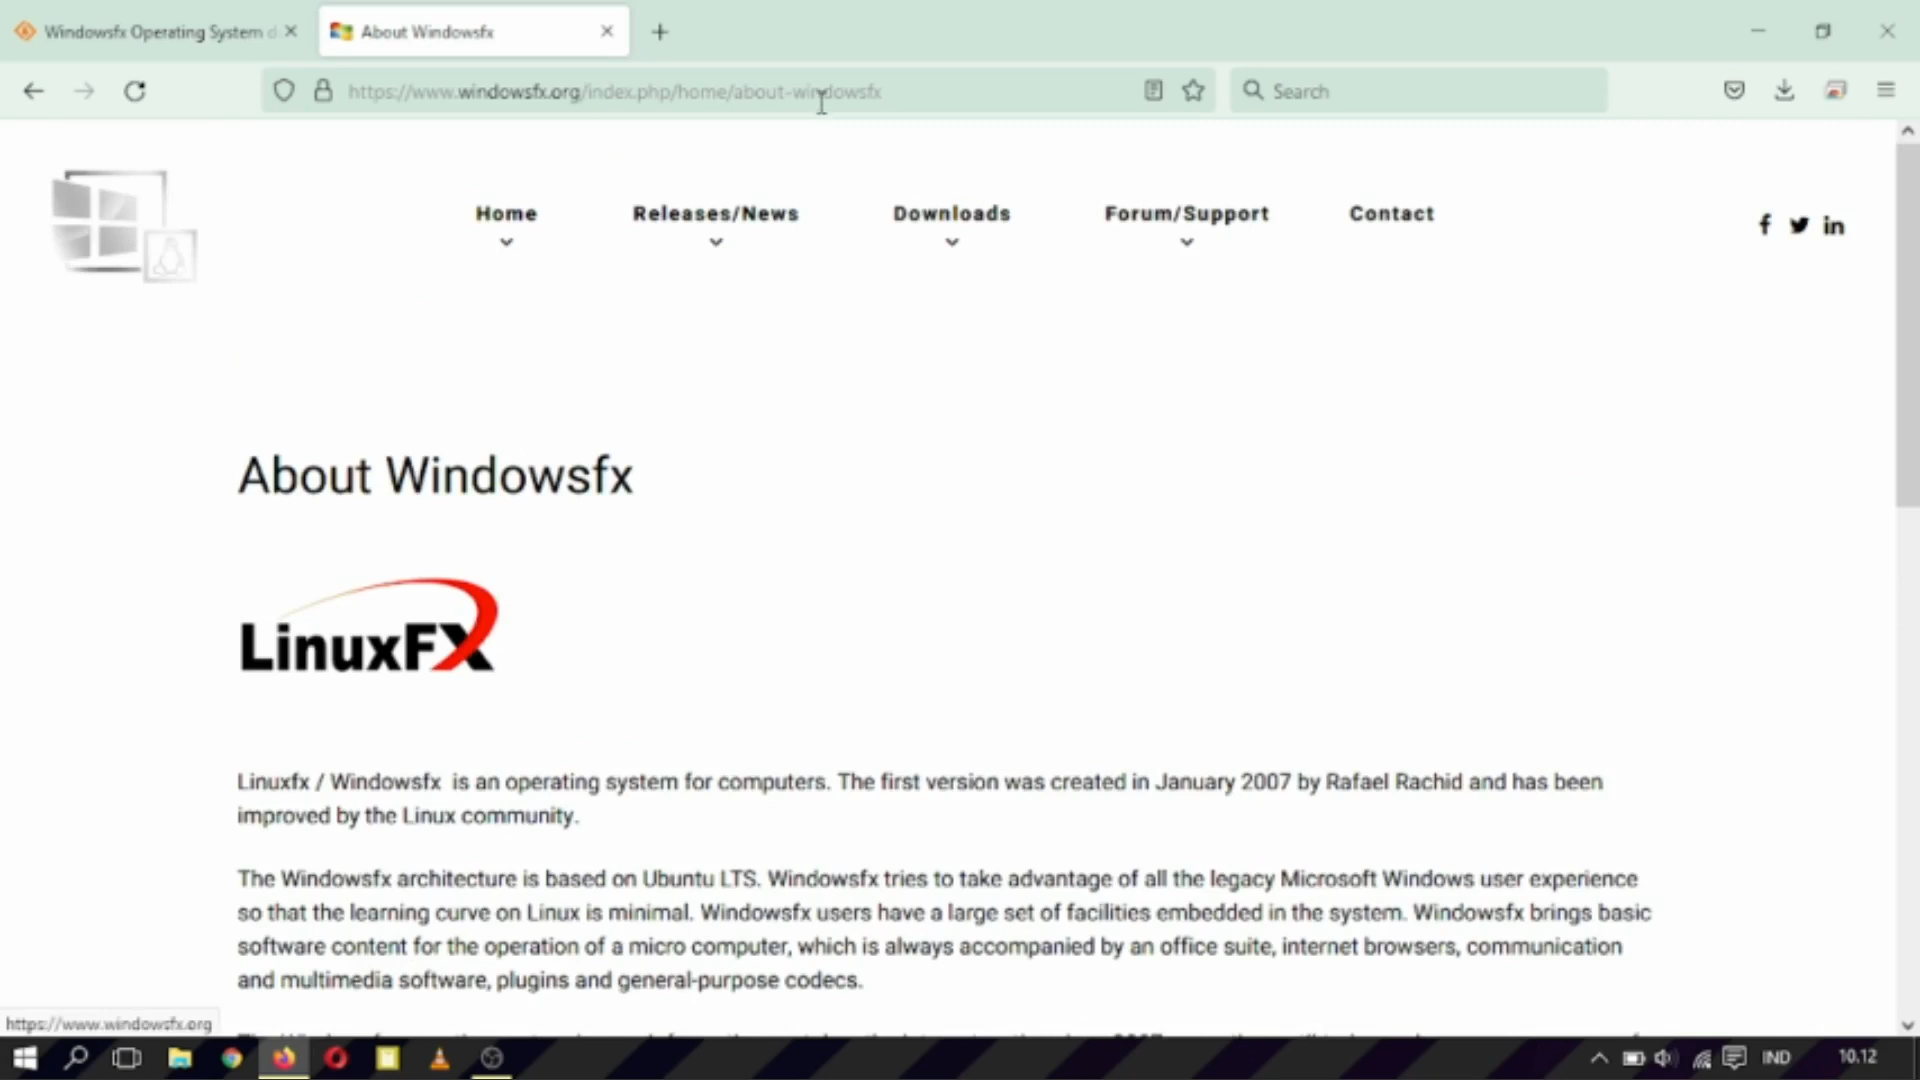 Windowsfx Operating System d
About Windowsfx
https://www.windowsfx.org/index.php/home/about-windowsfx
Search
Home
Releases/News
Downloads
Forum/Support
Contact
About Windowsfx
LinuxFX
Linuxfx / Windowsfx is an operating system for computers. The first version was created in January 2007 by Rafael Rachid and has been
improved by the Linux community.
The Windowsfx architecture is based on Ubuntu LTS. Windowsfx tries to take advantage of all the legacy Microsoft Windows user experience
so that the learning curve on Linux is minimal. Windowsfx users have a large set of facilities embedded in the system. Windowsfx brings basic
software content for the operation of a micro computer, which is always accompanied by an office suite, internet browsers, communication
and multimedia software, plugins and general-purpose codecs.
https://www.windowsfx.org
IND
10.12